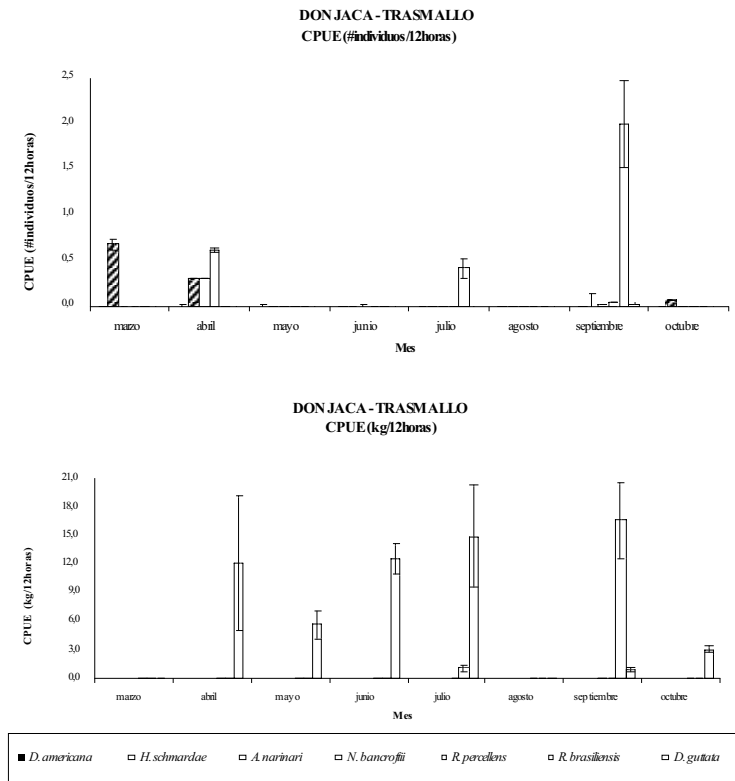 DON JACA - TRASMALLO
CPUE (#individuos/12horas)
CPUE (#individuos/12horas)
2,5
2,0
1,5
1,0
0,5
0,0
marzo abril mayo junio julio agosto septiembre octubre
Mes
DON JACA - TRASMALLO
CPUE (kg/12horas)
CPUE (kg/12horas)
21,0
18,0
15,0
12,0
9,0
6,0
3,0
0,0
marzo abril mayo junio julio agosto septiembre octubre
Mes
D. americana H. schmardae A. narinari N. bancroftii R. percellens R. brasiliensis D. guttata